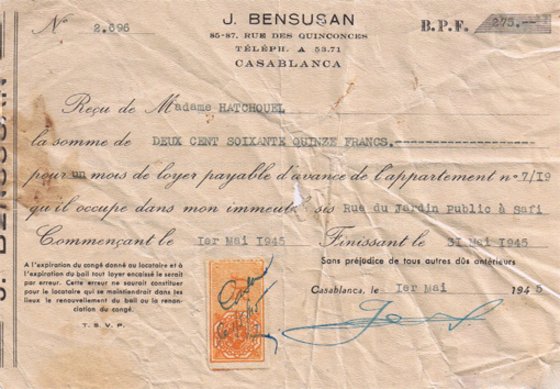 N° 2.696
J. BENSUSAN
B.P.F. 275.--
85-87, RUE DES QUINCONCES
TÉLÉPH. A 53.71
CASABLANCA
Reçu de Madame HATCHOUEL
la somme de DEUX CENT SOIXANTE QUINZE FRANCS.
pour un mois de loyer payable d'avance de l'appartement n° 7/19
qu'il occupe dans mon immeuble sis Rue du Jardin Public à Safi
Commençant le 1er Mai 1945 Finissant le 31 Mai 1945
Sans préjudice de tous autres dûs antérieurs
A l'expiration du congé donné au locataire et à
l'expiration du bail tout loyer encaissé le serait
par erreur. Cette erreur ne saurait constituer
pour le locataire qui se maintiendrait dans les
lieux le renouvellement du bail ou la renon-
ciation du congé.
T. S. V. P.
Casablanca, le 1er Mai 1945
J. BENSUSAN